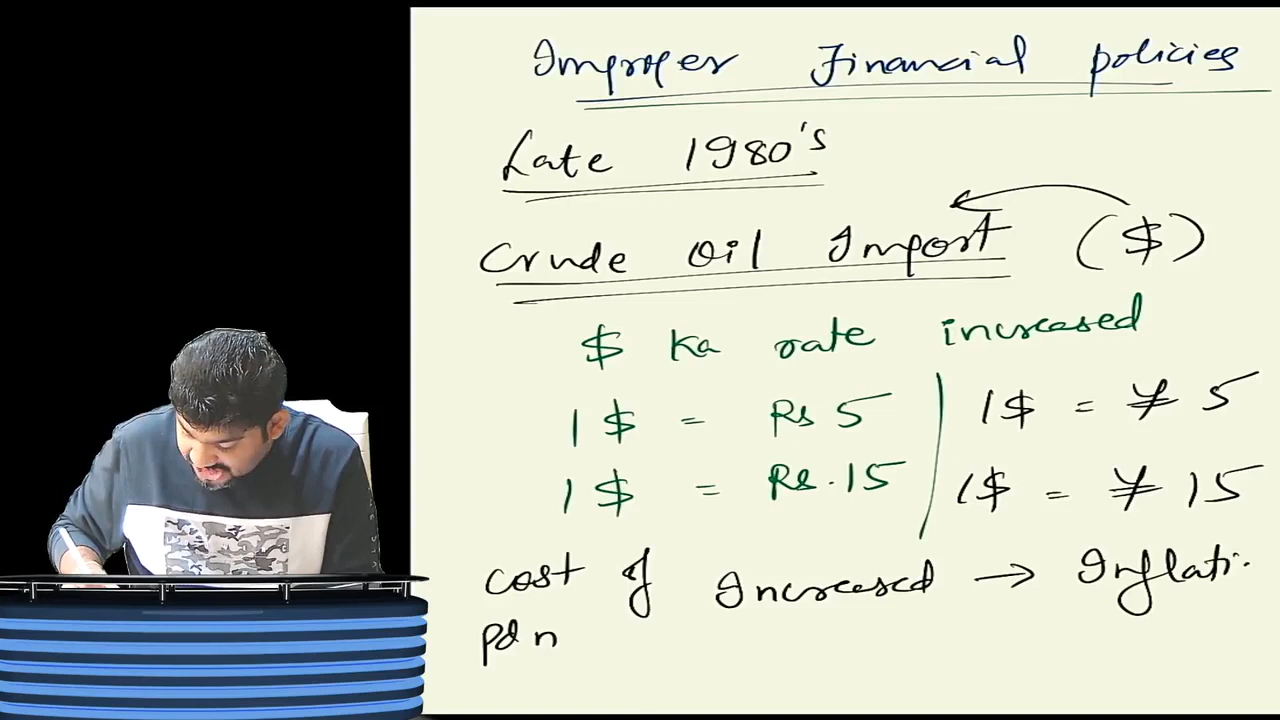 Improper Financial policies
Late 1980's
Crude Oil Import ($)
$ ka rate increased
1$ = Rs 5
1$ = Rs. 15
1$ = ¥ 5
1$ = ¥ 15
Cost of Increased → Inflati.
pdn